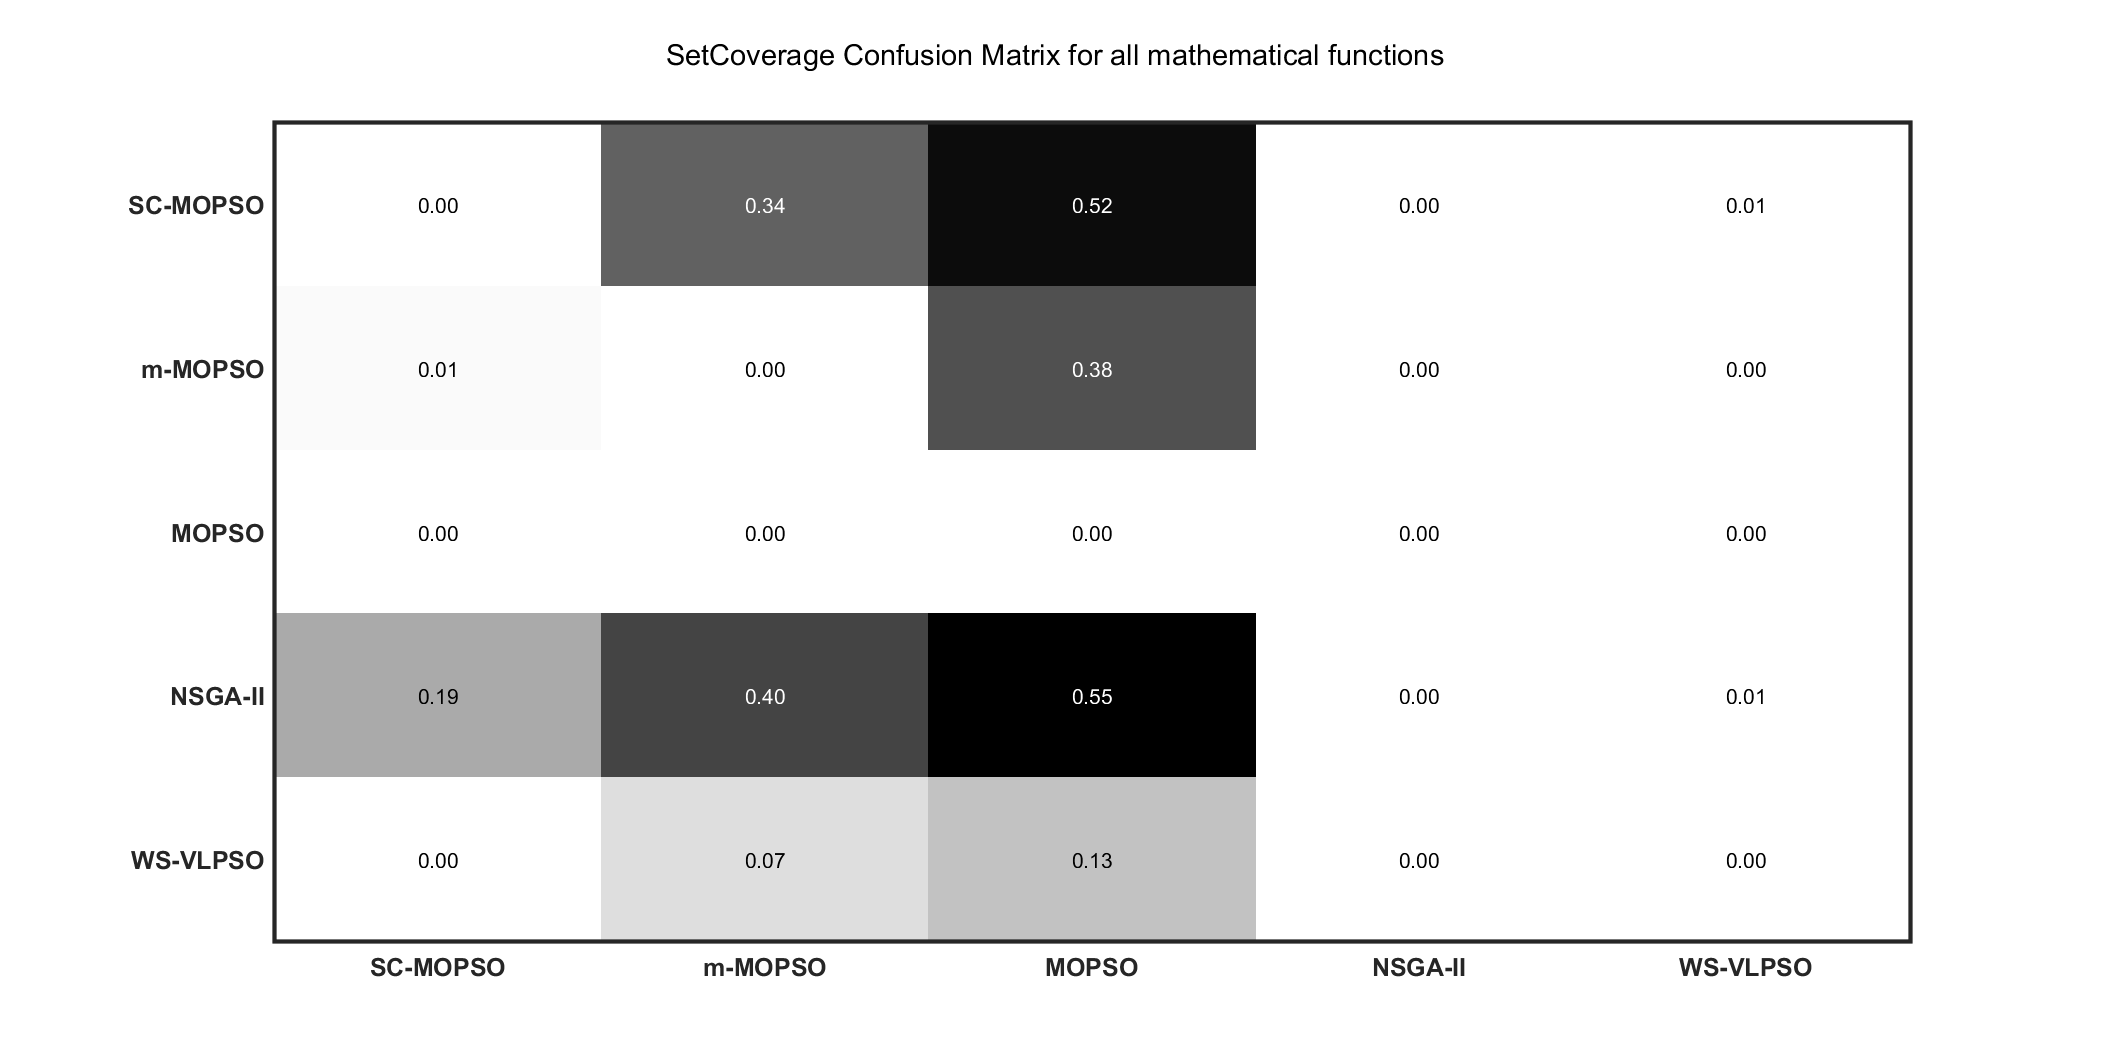 SetCoverage Confusion Matrix for all mathematical functions
SC-MOPSO 0.00 0.34 0.52 0.00 0.01
m-MOPSO 0.01 0.00 0.38 0.00 0.00
MOPSO 0.00 0.00 0.00 0.00 0.00
NSGA-II 0.19 0.40 0.55 0.00 0.01
WS-VLPSO 0.00 0.07 0.13 0.00 0.00
SC-MOPSO m-MOPSO MOPSO NSGA-II WS-VLPSO